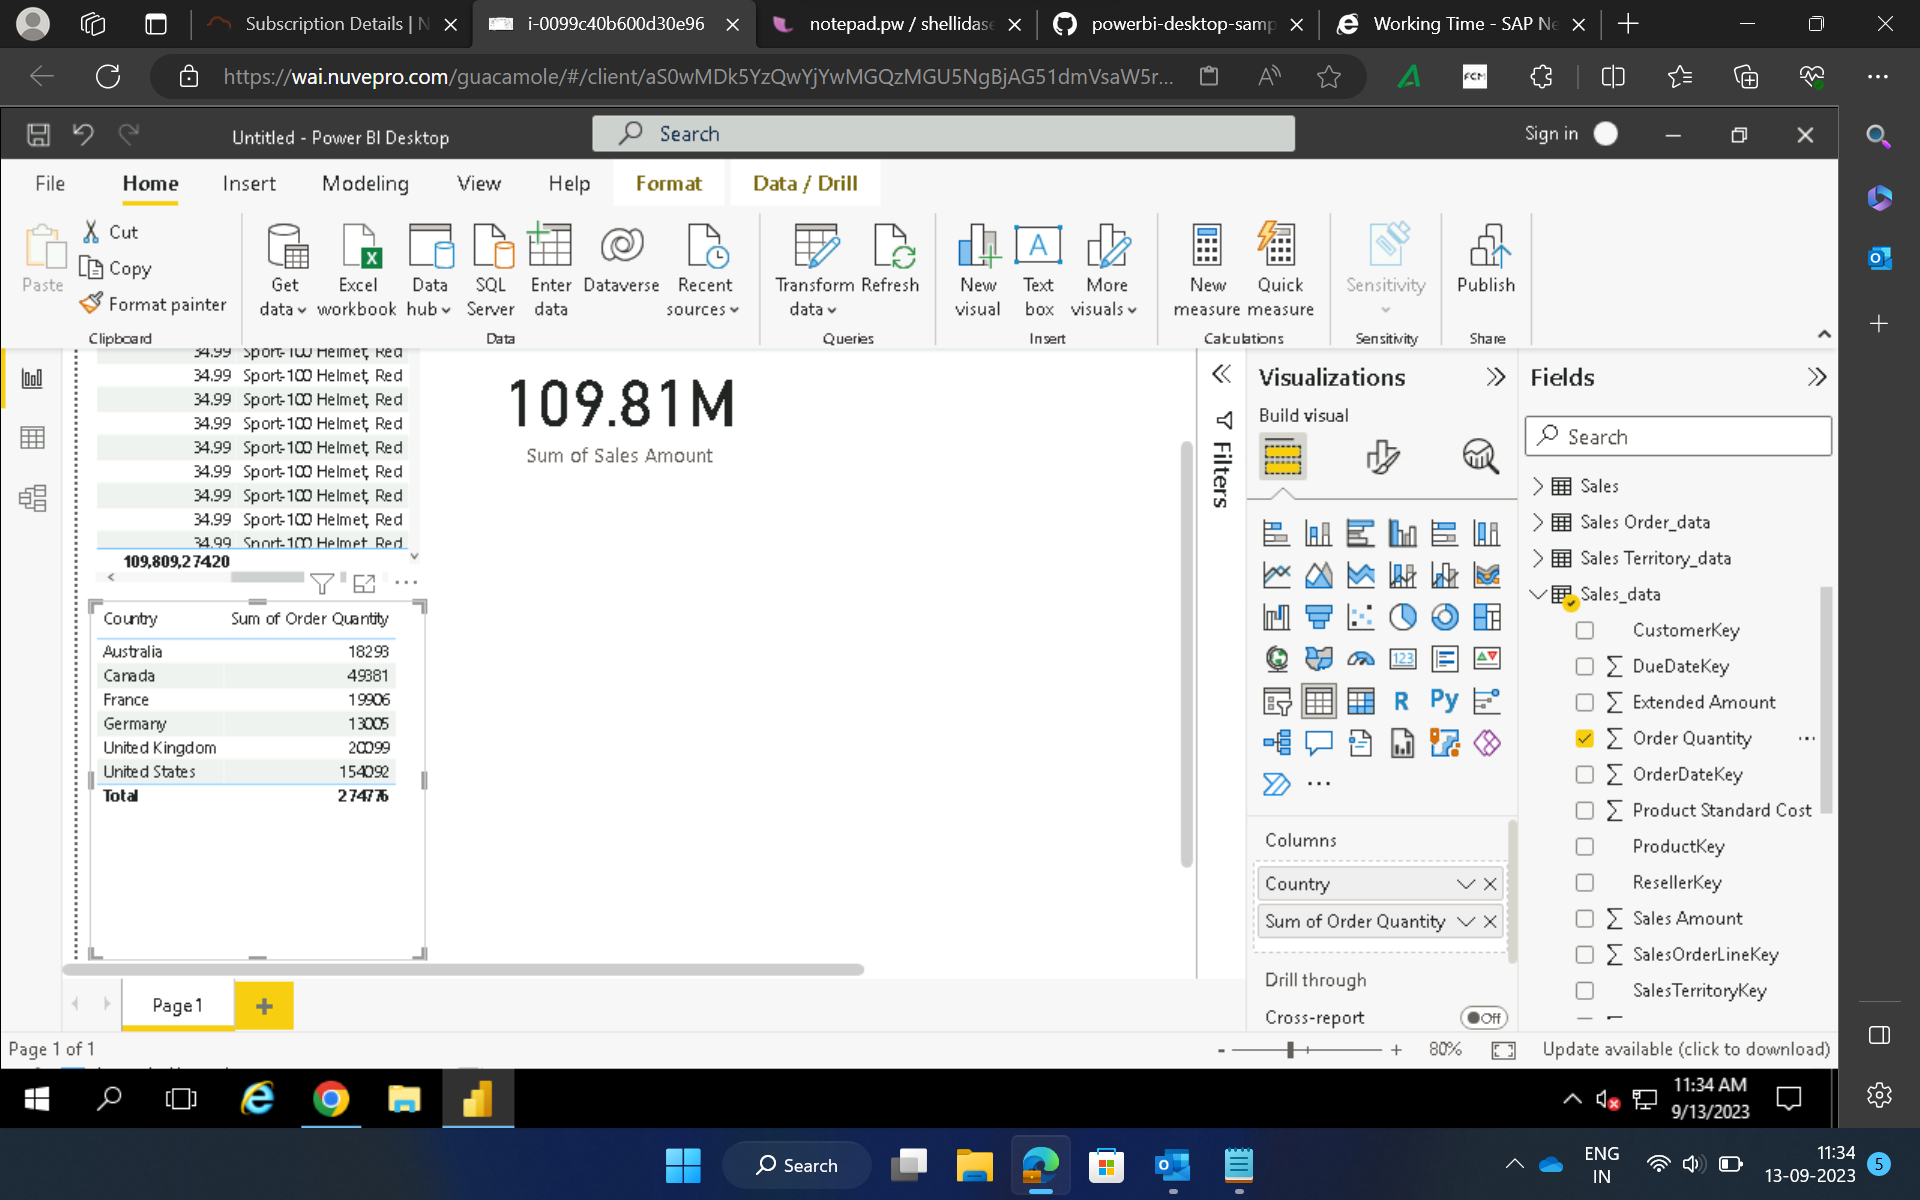 Subscription Details | N
i-0099c40b600d30e96
notepad.pw / shellidase
powerbi-desktop-samp
Working Time - SAP Ne
https://wai.nuvepro.com/guacamole/#/client/aS0wMDk5YzQwYjYwMGQzMGU5NgBjAG51dmVsaW5r...
FCM
Untitled - Power BI Desktop
Search
Sign in
File
Home
Insert
Modeling
View
Help
Format
Data / Drill
Paste
Cut
Copy
Format painter
Clipboard
Get data
Excel workbook
Data hub
SQL Server
Enter data
Dataverse
Recent sources
Data
Transform data
Refresh
Queries
New visual
Text box
More visuals
Insert
New measure
Quick measure
Calculations
Sensitivity
Sensitivity
Publish
Share
34.99 Sport-100 Helmet, Red
34.99 Sport-100 Helmet, Red
34.99 Sport-100 Helmet, Red
34.99 Sport-100 Helmet, Red
34.99 Sport-100 Helmet, Red
34.99 Sport-100 Helmet, Red
34.99 Sport-100 Helmet, Red
34.99 Sport-100 Helmet, Red
34.99 Sport-100 Helmet, Red
109,809,274.20
109.81M
Sum of Sales Amount
Country Sum of Order Quantity
Australia 18293
Canada 49381
France 19906
Germany 13005
United Kingdom 20099
United States 154092
Total 274776
Filters
Visualizations
Build visual
123
R
Py
Columns
Country
Sum of Order Quantity
Drill through
Cross-report
Off
Fields
Search
Sales
Sales Order_data
Sales Territory_data
Sales_data
CustomerKey
DueDateKey
Extended Amount
Order Quantity
OrderDateKey
Product Standard Cost
ProductKey
ResellerKey
Sales Amount
SalesOrderLineKey
SalesTerritoryKey
Page 1
Page 1 of 1
80%
Update available (click to download)
11:34 AM
9/13/2023
Search
ENG
IN
11:34
13-09-2023
5